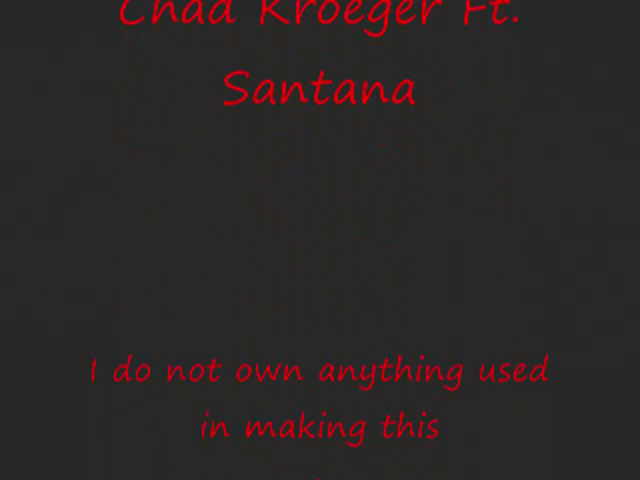 Chad Kroeger Ft.
Santana
I do not own anything used
in making this